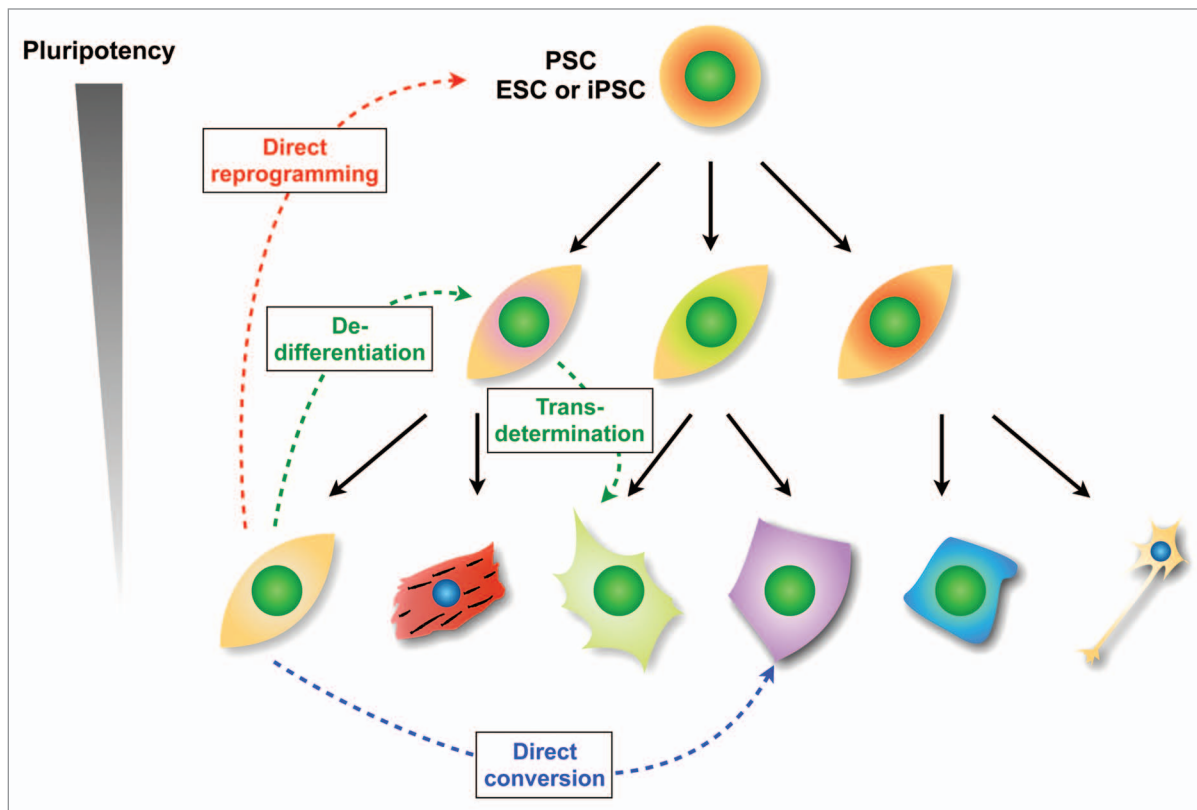 Pluripotency
PSC
ESC or iPSC
Direct
reprogramming
De-
differentiation
Trans-
determination
Direct
conversion